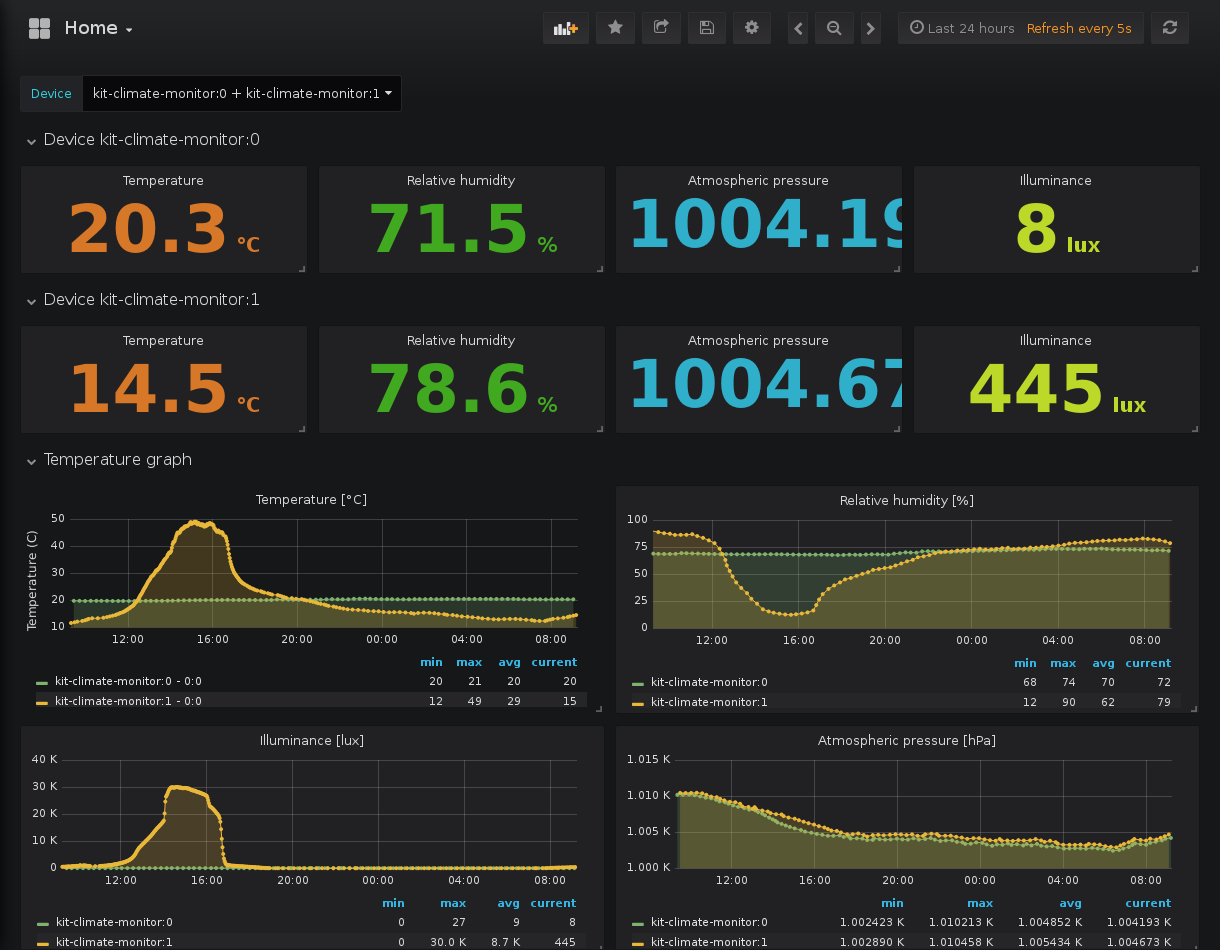 Home
Last 24 hours Refresh every 5s
Device kit-climate-monitor:0 + kit-climate-monitor:1
Device kit-climate-monitor:0
Temperature Relative humidity Atmospheric pressure Illuminance
20.3 °C 71.5 % 1004.19 8 lux
Device kit-climate-monitor:1
Temperature Relative humidity Atmospheric pressure Illuminance
14.5 °C 78.6 % 1004.67 445 lux
Temperature graph
Temperature [°C]
Temperature (C)
50
40
30
20
10
12:00 16:00 20:00 00:00 04:00 08:00
min max avg current
kit-climate-monitor:0 - 0:0 20 21 20 20
kit-climate-monitor:1 - 0:0 12 49 29 15
Relative humidity [%]
100
75
50
25
0
12:00 16:00 20:00 00:00 04:00 08:00
min max avg current
kit-climate-monitor:0 68 74 70 72
kit-climate-monitor:1 12 90 62 79
Illuminance [lux]
40 K
30 K
20 K
10 K
0
12:00 16:00 20:00 00:00 04:00 08:00
min max avg current
kit-climate-monitor:0 0 27 9 8
kit-climate-monitor:1 0 30.0 K 8.7 K 445
Atmospheric pressure [hPa]
1.015 K
1.010 K
1.005 K
1.000 K
12:00 16:00 20:00 00:00 04:00 08:00
min max avg current
kit-climate-monitor:0 1.002423 K 1.010213 K 1.004852 K 1.004193 K
kit-climate-monitor:1 1.002890 K 1.010458 K 1.005434 K 1.004673 K